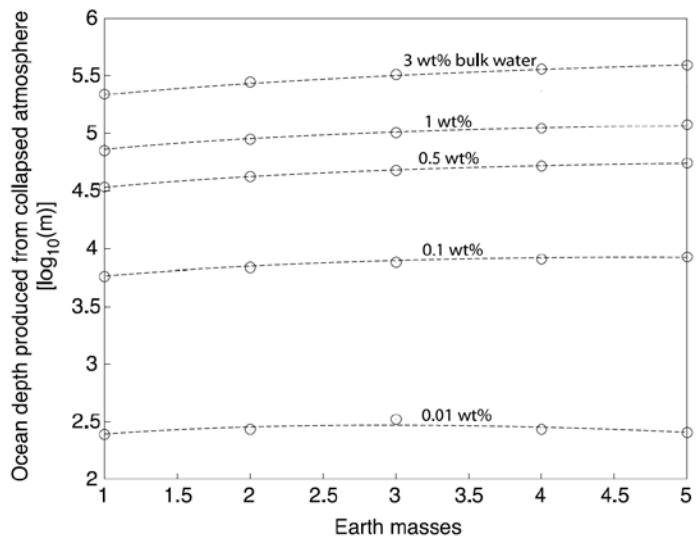 Ocean depth produced from collapsed atmosphere
[log10(m)]
6
5.5
5
4.5
4
3.5
3
2.5
2
3 wt% bulk water
1 wt%
0.5 wt%
0.1 wt%
0.01 wt%
1 1.5 2 2.5 3 3.5 4 4.5 5
Earth masses